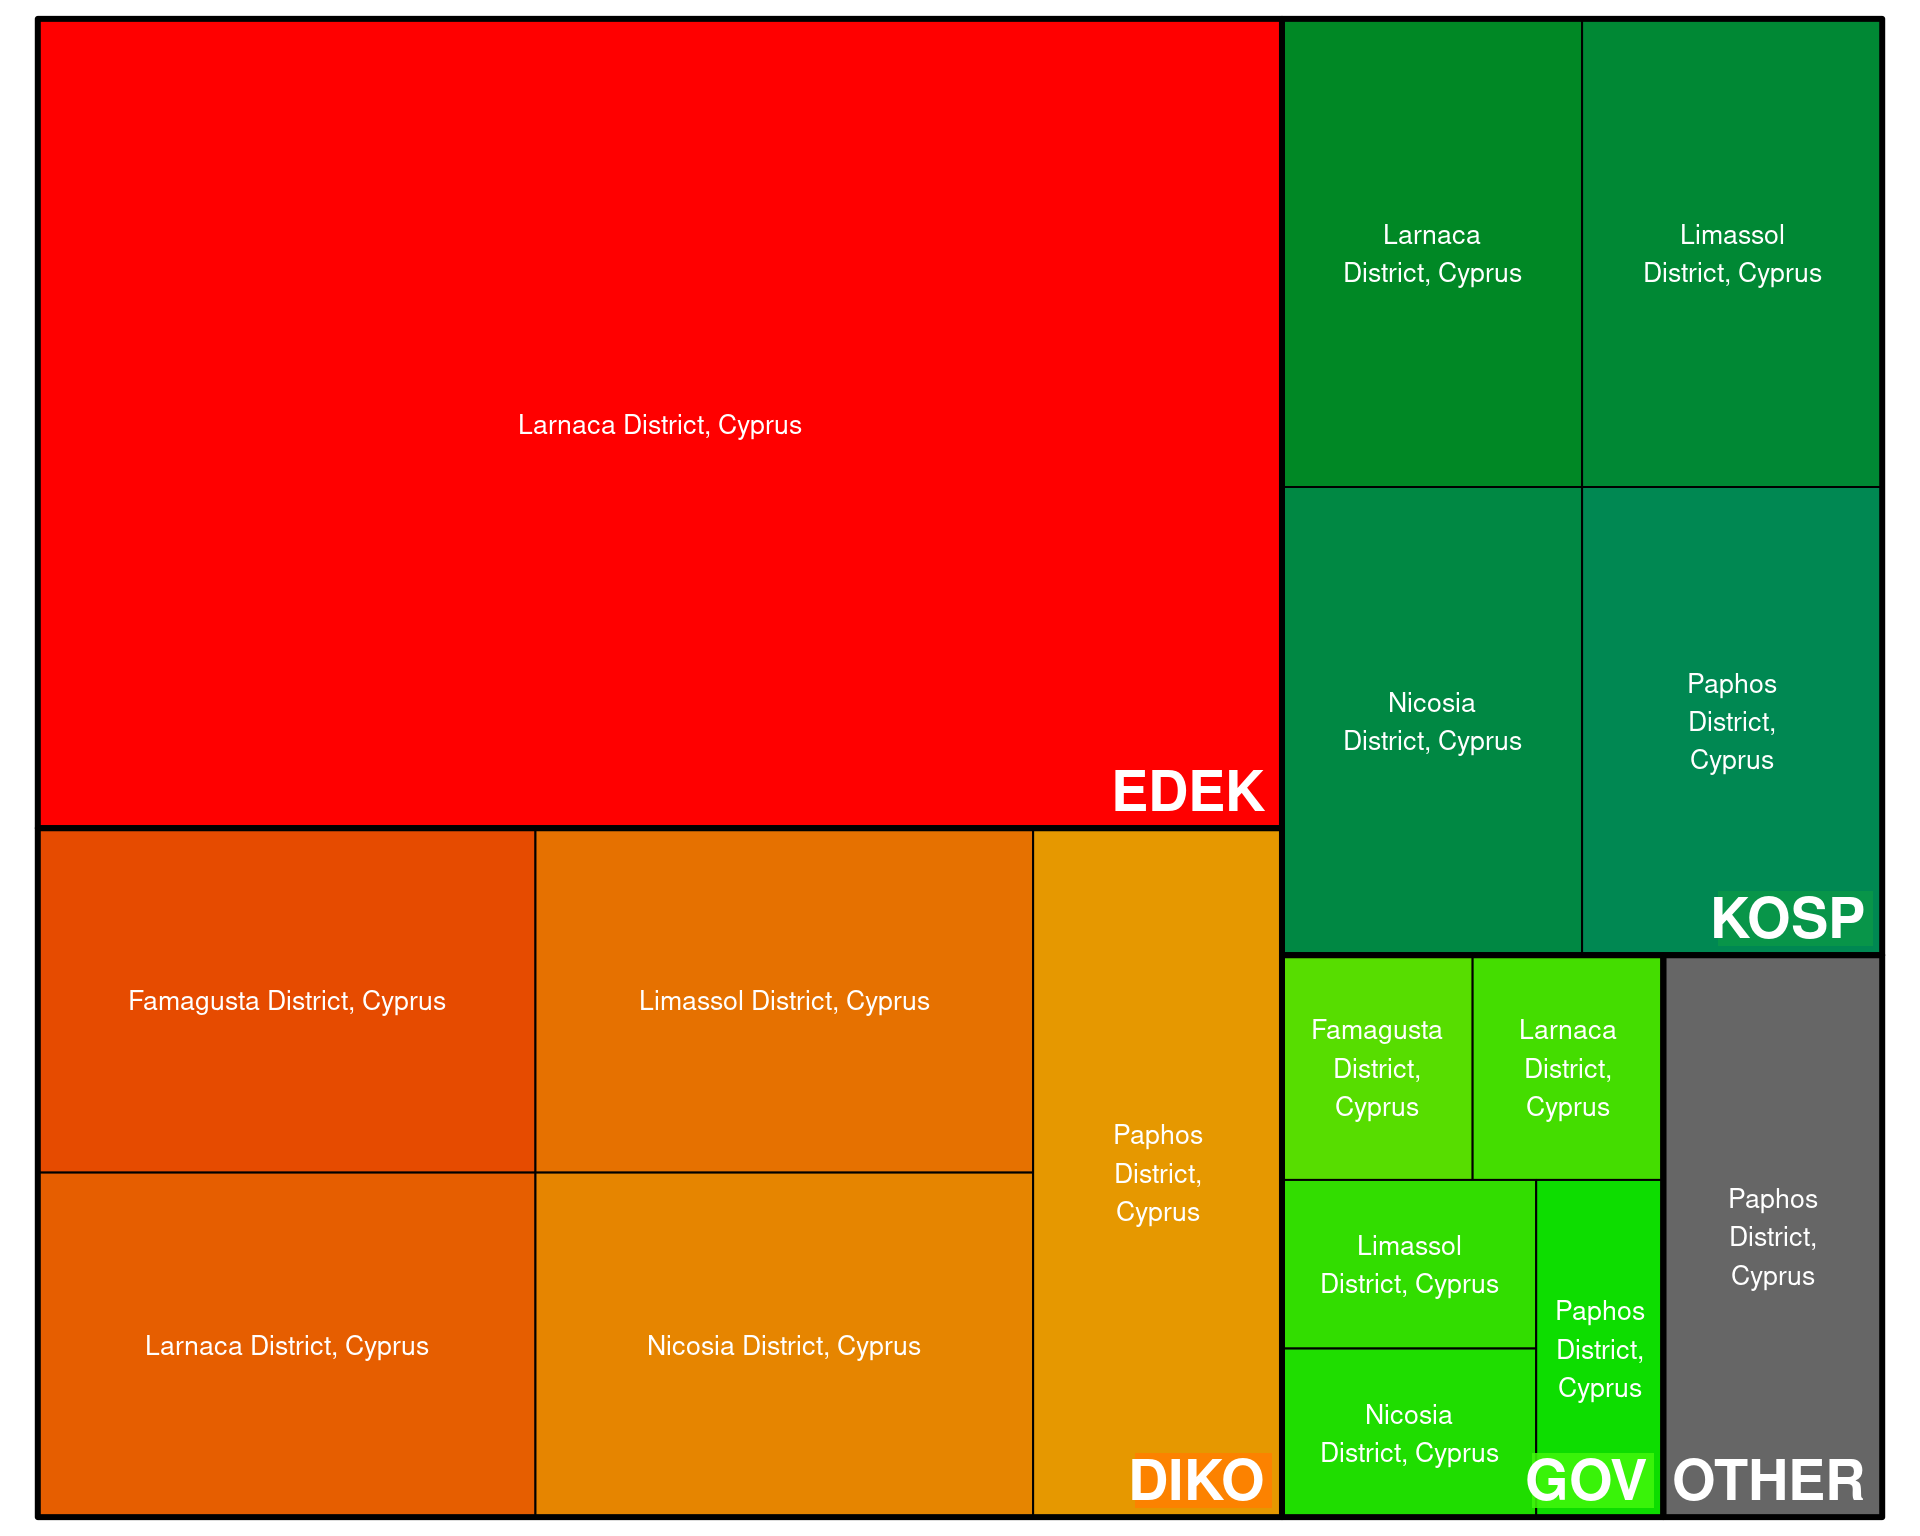 Larnaca District, Cyprus
EDEK
Larnaca
District, Cyprus
Limassol
District, Cyprus
Nicosia
District, Cyprus
Paphos
District,
Cyprus
KOSP
Famagusta District, Cyprus
Limassol District, Cyprus
Larnaca District, Cyprus
Nicosia District, Cyprus
Paphos
District,
Cyprus
DIKO
Famagusta
District,
Cyprus
Larnaca
District,
Cyprus
Limassol
District, Cyprus
Nicosia
District, Cyprus
Paphos
District,
Cyprus
GOV
Paphos
District,
Cyprus
OTHER